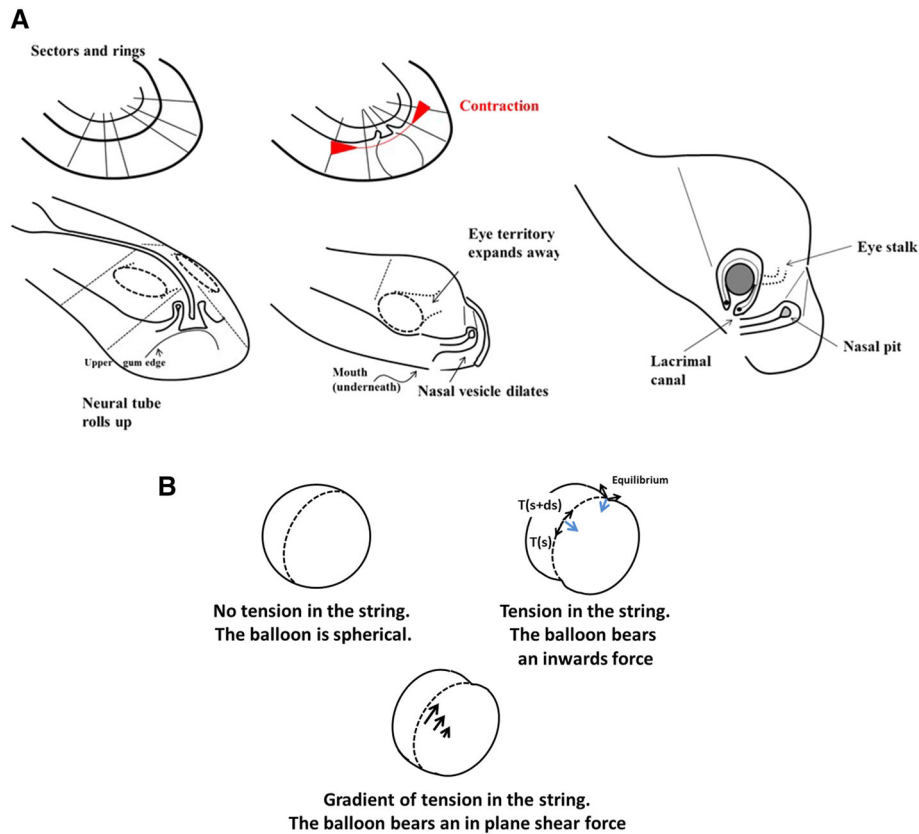 A
Sectors and rings
Contraction
Eye territory
expands away
Eye stalk
Upper gum edge
Mouth
(underneath)
Nasal vesicle dilates
Lacrimal
canal
Nasal pit
Neural tube
rolls up
B
Equilibrium
T(s+ds)
T(s)
No tension in the string.
The balloon is spherical.
Tension in the string.
The balloon bears
an inwards force
Gradient of tension in the string.
The balloon bears an in plane shear force